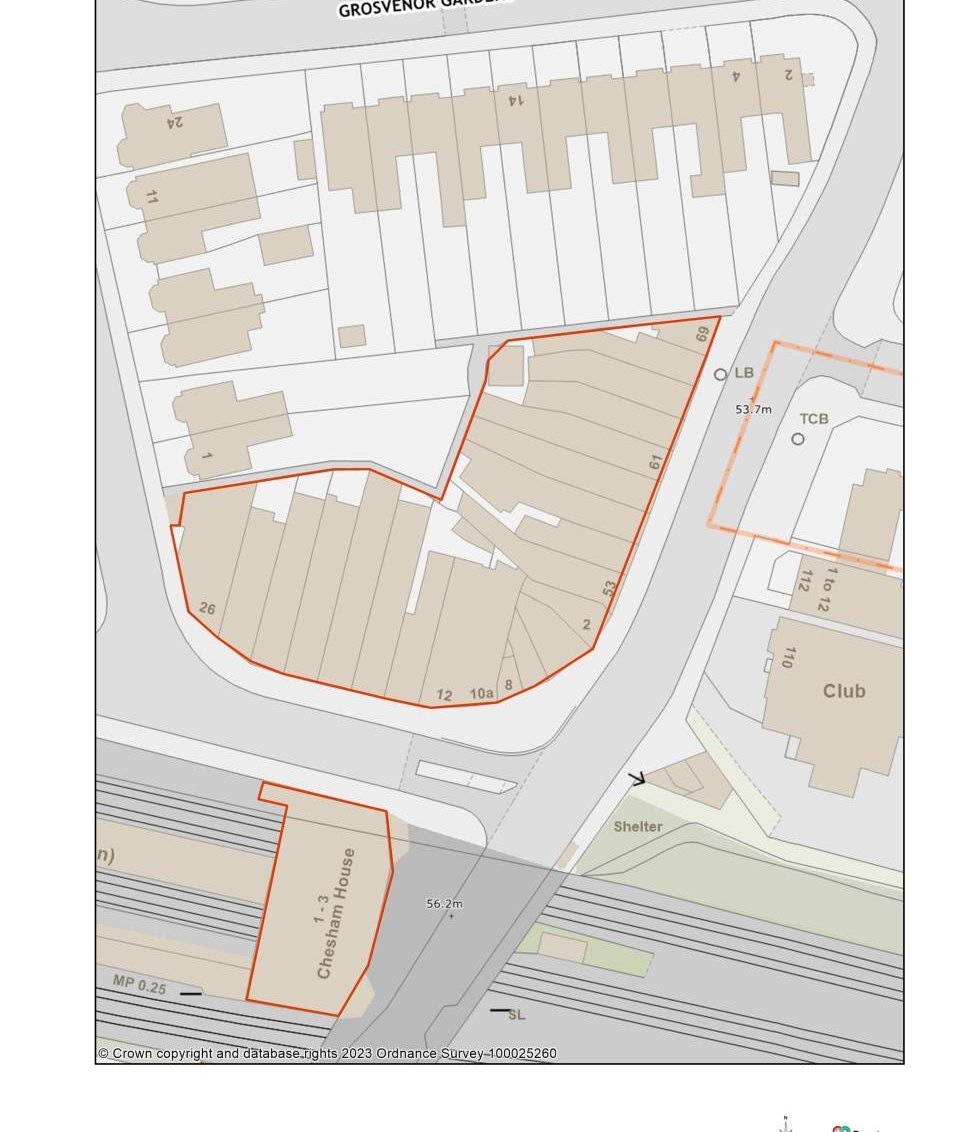 GROSVENOR GARDEN
24
14
4
2
11
69
LB
53.7m
TCB
61
1
1 to 12
112
53
26
2
110
Club
12
10a
8
Shelter
n)
1 - 3
Chesham House
56.2m
MP 0.25
SL
© Crown copyright and database rights 2023 Ordnance Survey 100025260
N